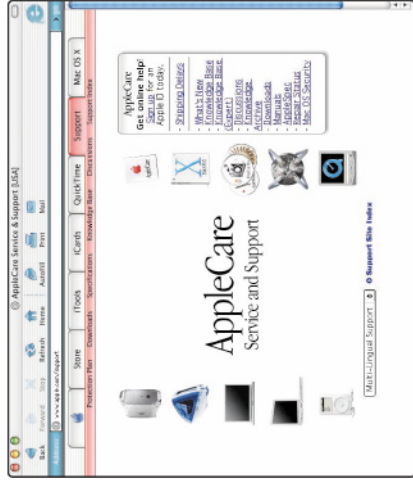 AppleCare Service & Support [USA]
Back Forward Stop Refresh Home AutoFill Print Mail
Address www.apple.com/support
Store iTools iCards QuickTime Support Mac OS X
Protection Plan Downloads Specifications Knowledge Base Discussions Support Index
AppleCare
Service and Support
Multi-Lingual Support
Support Site Index
AppleCare
Get online help!
Sign up for an
Apple ID today.
- Shipping Delays
- What's New
- Knowledge Base
- Knowledge Base
(Expert)
- Discussions
- Knowledge
Archive
- Downloads
- Manuals
- AppleSpec
- Repair Status
- Mac OS Security